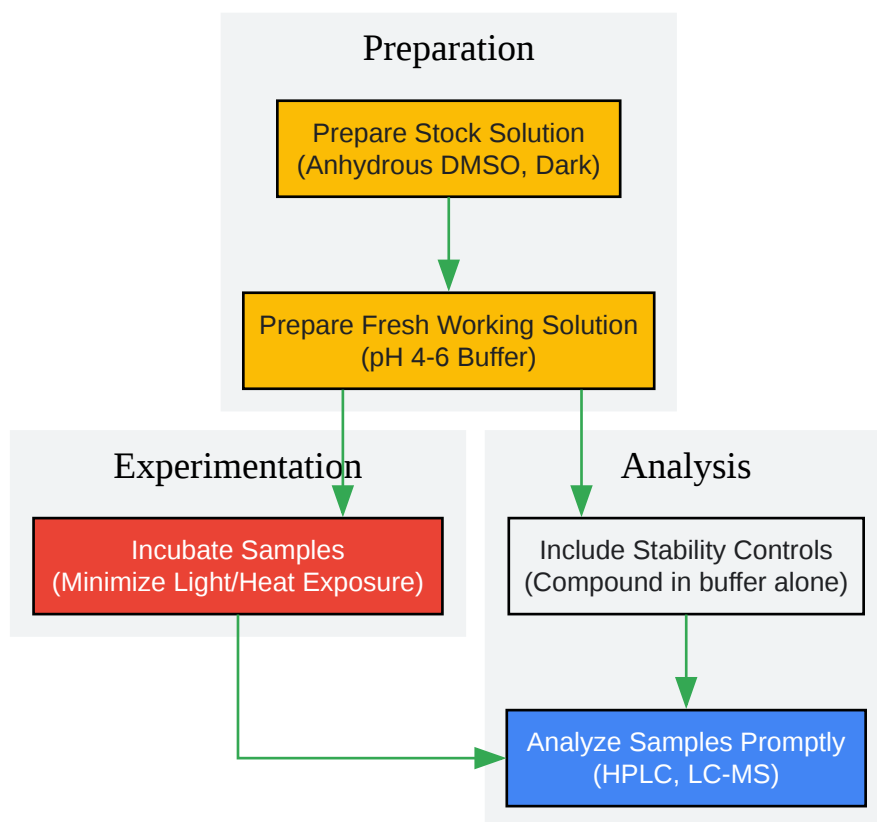 Preparation
Prepare Stock Solution
(Anhydrous DMSO, Dark)
Prepare Fresh Working Solution
(pH 4-6 Buffer)
Experimentation
Incubate Samples
(Minimize Light/Heat Exposure)
Analysis
Include Stability Controls
(Compound in buffer alone)
Analyze Samples Promptly
(HPLC, LC-MS)